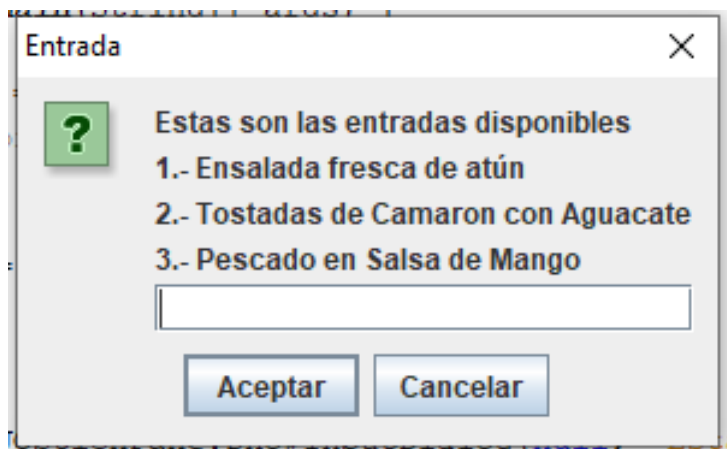 Entrada
Estas son las entradas disponibles
1.- Ensalada fresca de atún
2.- Tostadas de Camaron con Aguacate
3.- Pescado en Salsa de Mango
Aceptar
Cancelar